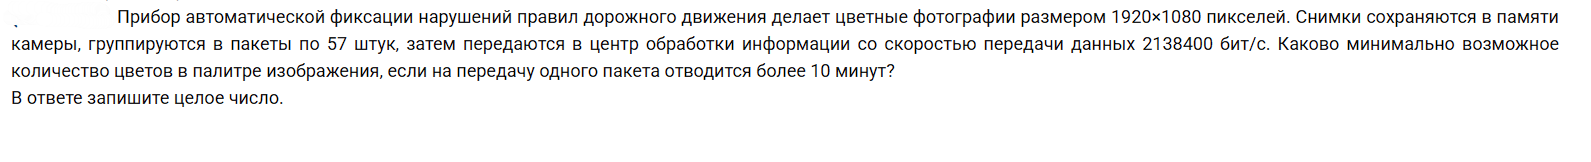 Прибор автоматической фиксации нарушений правил дорожного движения делает цветные фотографии размером 1920×1080 пикселей. Снимки сохраняются в памяти
камеры, группируются в пакеты по 57 штук, затем передаются в центр обработки информации со скоростью передачи данных 2138400 бит/с. Каково минимально возможное
количество цветов в палитре изображения, если на передачу одного пакета отводится более 10 минут?
В ответе запишите целое число.